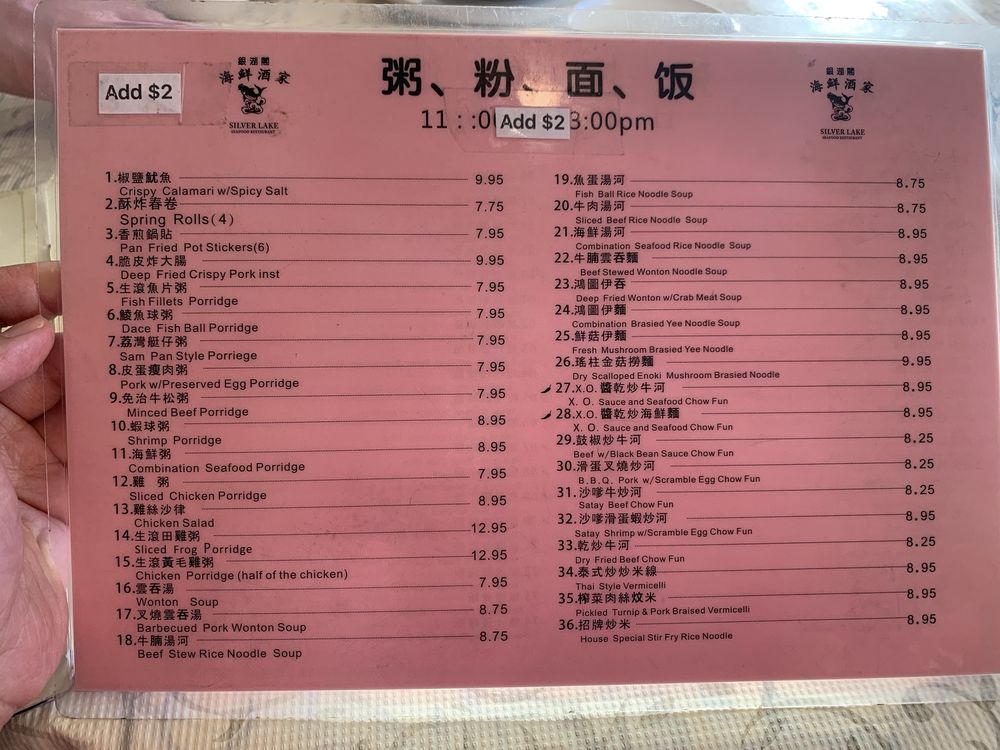 Add $2
銀湖閣
海鮮酒家
SILVER LAKE
SEAFOOD RESTAURANT
粥、粉、面、饭
11::0 Add $2 3:00pm
銀湖閣
海鮮酒家
SILVER LAKE
SEAFOOD RESTAURANT
1.椒鹽魷魚 9.95
Crispy Calamari w/Spicy Salt
2.酥炸春卷 7.75
Spring Rolls(4)
3.香煎鍋貼 7.95
Pan Fried Pot Stickers(6)
4.脆皮炸大腸 9.95
Deep Fried Crispy Pork inst
5.生滾魚片粥 7.95
Fish Fillets Porridge
6.鯪魚球粥 7.95
Dace Fish Ball Porridge
7.荔灣艇仔粥 7.95
Sam Pan Style Porriege
8.皮蛋瘦肉粥 7.95
Pork w/Preserved Egg Porridge
9.免治牛松粥 7.95
Minced Beef Porridge
10.蝦球粥 8.95
Shrimp Porridge
11.海鮮粥 8.95
Combination Seafood Porridge
12.雞 粥 7.95
Sliced Chicken Porridge
13.雞絲沙律 8.95
Chicken Salad
14.生滾田雞粥 12.95
Sliced Frog Porridge
15.生滾黃毛雞粥 12.95
Chicken Porridge (half of the chicken)
16.雲吞湯 7.95
Wonton Soup
17.叉燒雲吞湯 8.75
Barbecued Pork Wonton Soup
18.牛腩湯河 8.75
Beef Stew Rice Noodle Soup
19.魚蛋湯河 8.75
Fish Ball Rice Noodle Soup
20.牛肉湯河 8.75
Sliced Beef Rice Noodle Soup
21.海鮮湯河 8.95
Combination Seafood Rice Noodle Soup
22.牛腩雲吞麵 8.95
Beef Stewed Wonton Noodle Soup
23.鴻圖伊吞 8.95
Deep Fried Wonton w/Crab Meat Soup
24.鴻圖伊麵 8.95
Combination Brasied Yee Noodle Soup
25.鮮菇伊麵 8.95
Fresh Mushroom Brasied Yee Noodle
26.瑤柱金菇撈麵 9.95
Dry Scalloped Enoki Mushroom Brasied Noodle
27.X.O. 醬乾炒牛河 8.95
X. O. Sauce and Seafood Chow Fun
28.X.O. 醬乾炒海鮮麵 8.95
X. O. Sauce and Seafood Chow Fun
29.鼓椒炒牛河 8.25
Beef w/Black Bean Sauce Chow Fun
30.滑蛋叉燒炒河 8.25
B.B.Q. Pork w/Scramble Egg Chow Fun
31.沙嗲牛炒河 8.25
Satay Beef Chow Fun
32.沙嗲滑蛋蝦炒河 8.95
Satay Shrimp w/Scramble Egg Chow Fun
33.乾炒牛河 8.25
Dry Fried Beef Chow Fun
34.泰式炒炒米線 8.95
Thai Style Vermicelli
35.榨菜肉絲炆米 8.95
Pickled Turnip & Pork Braised Vermicelli
36.招牌炒米 8.95
House Special Stir Fry Rice Noodle